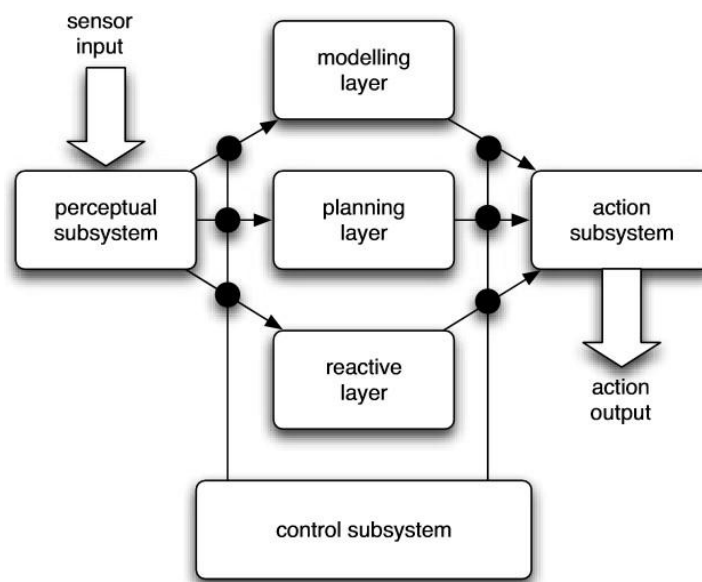 sensor
input
modelling
layer
perceptual
subsystem
planning
layer
action
subsystem
reactive
layer
action
output
control subsystem